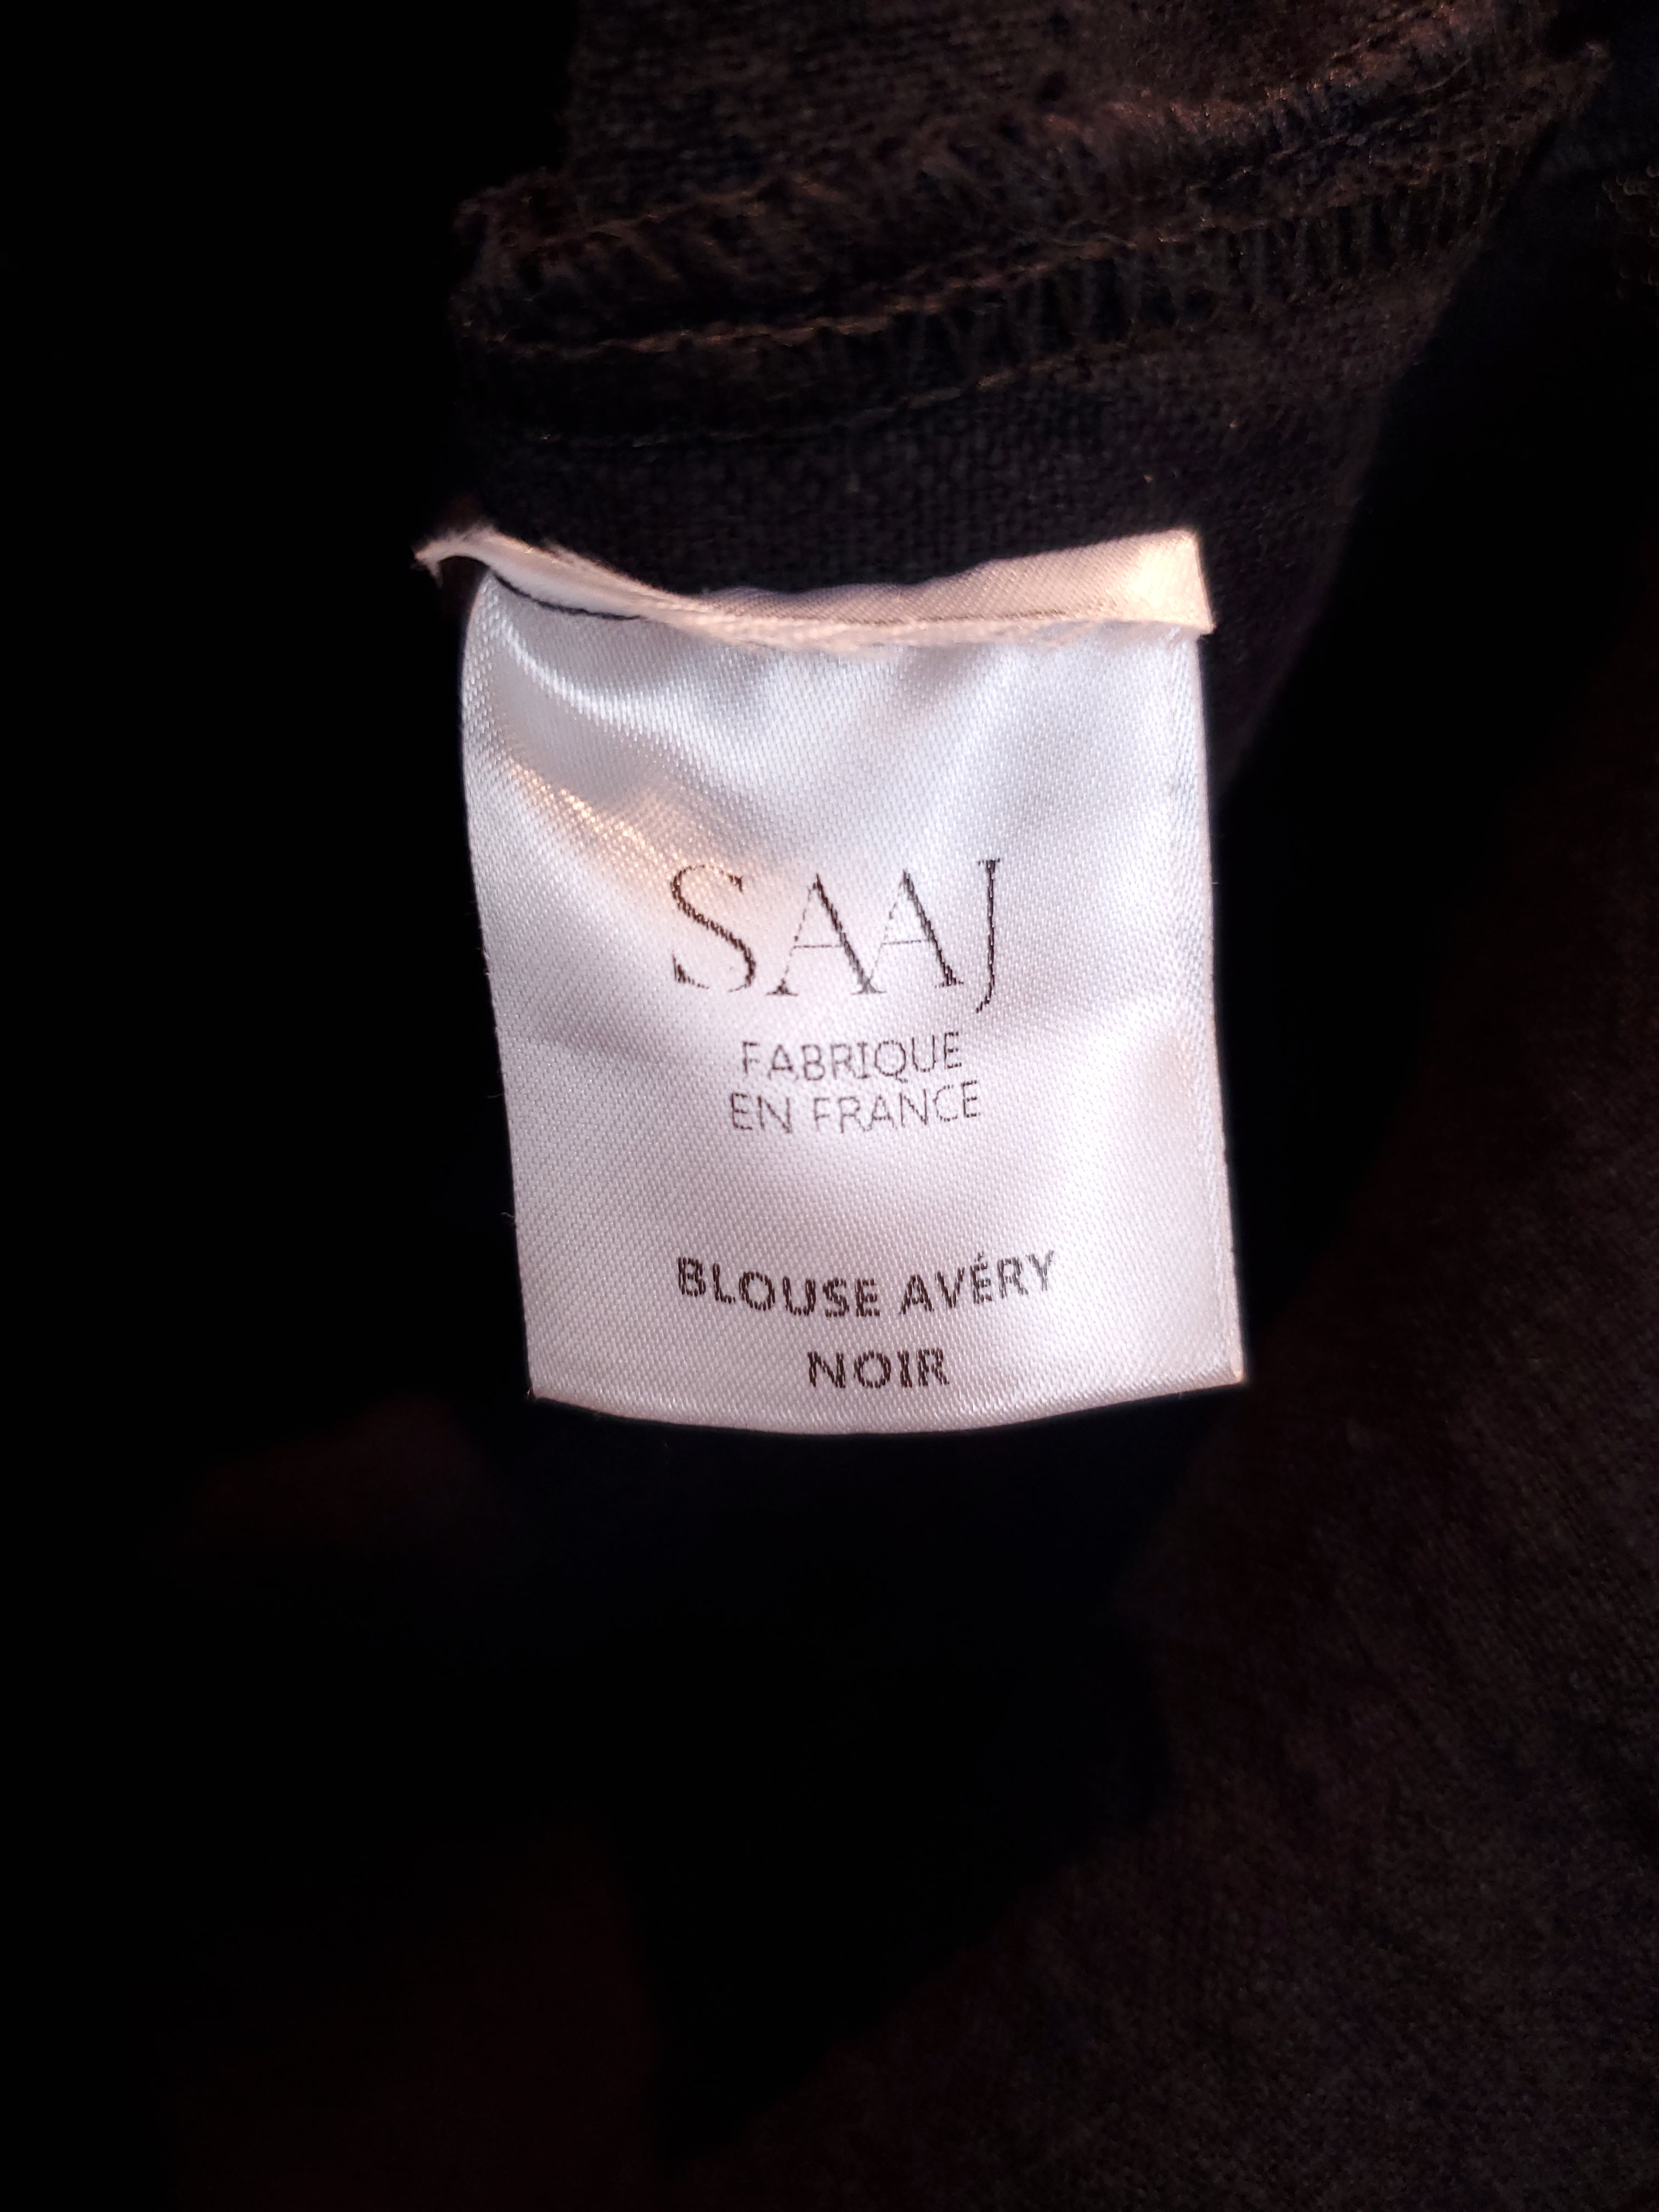 SAAJ
FABRIQUE
EN FRANCE
BLOUSE AVÉRY
NOIR